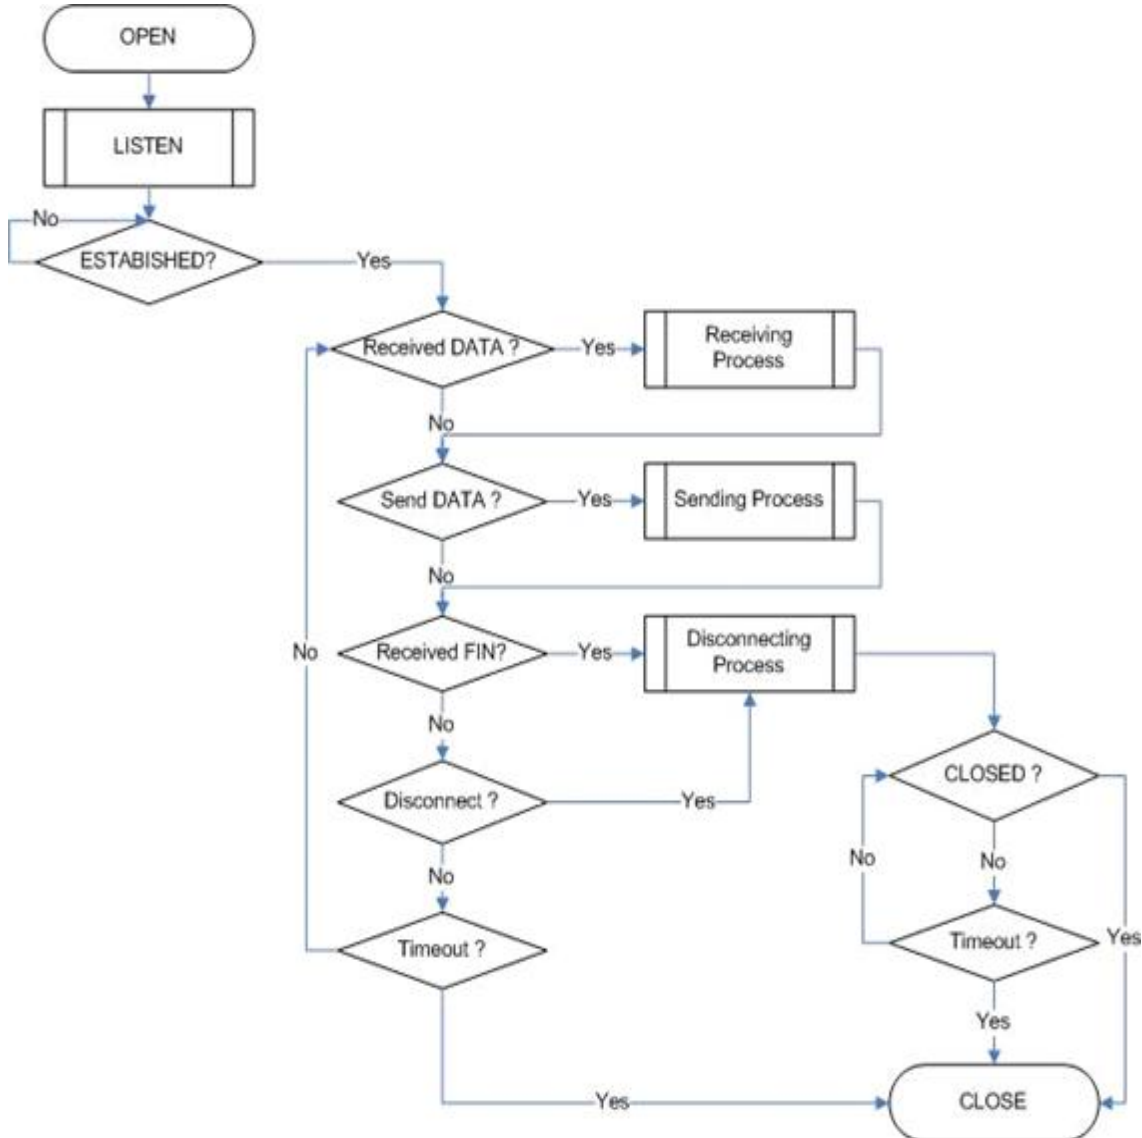 OPEN
LISTEN
No
ESTABISHED?
Yes
Received DATA ?
Yes
Receiving
Process
No
Send DATA ?
Yes
Sending Process
No
Received FIN?
Yes
Disconnecting
Process
No
No
Disconnect ?
Yes
CLOSED ?
No
No
No
Timeout ?
Timeout ?
Yes
Yes
Yes
CLOSE